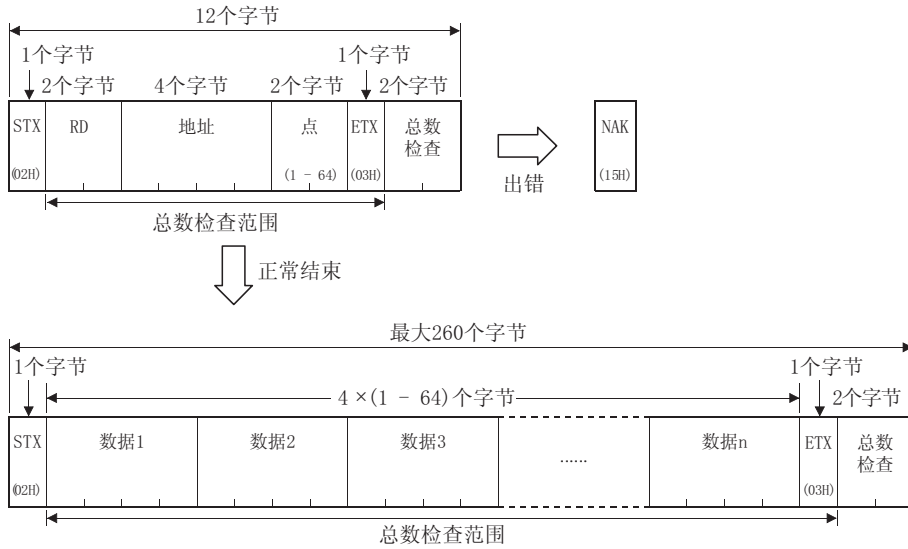 12个字节
1个字节 1个字节
2个字节 4个字节 2个字节 2个字节
STX RD 地址 点 ETX 总数 NAK
检查
(02H) (1 - 64) (03H) (15H)
出错
总数检查范围
正常结束
最大260个字节
1个字节 1个字节
4 ×(1 - 64)个字节 2个字节
STX 数据1 数据2 数据3 ...... 数据n ETX 总数
检查
(02H) (03H)
总数检查范围